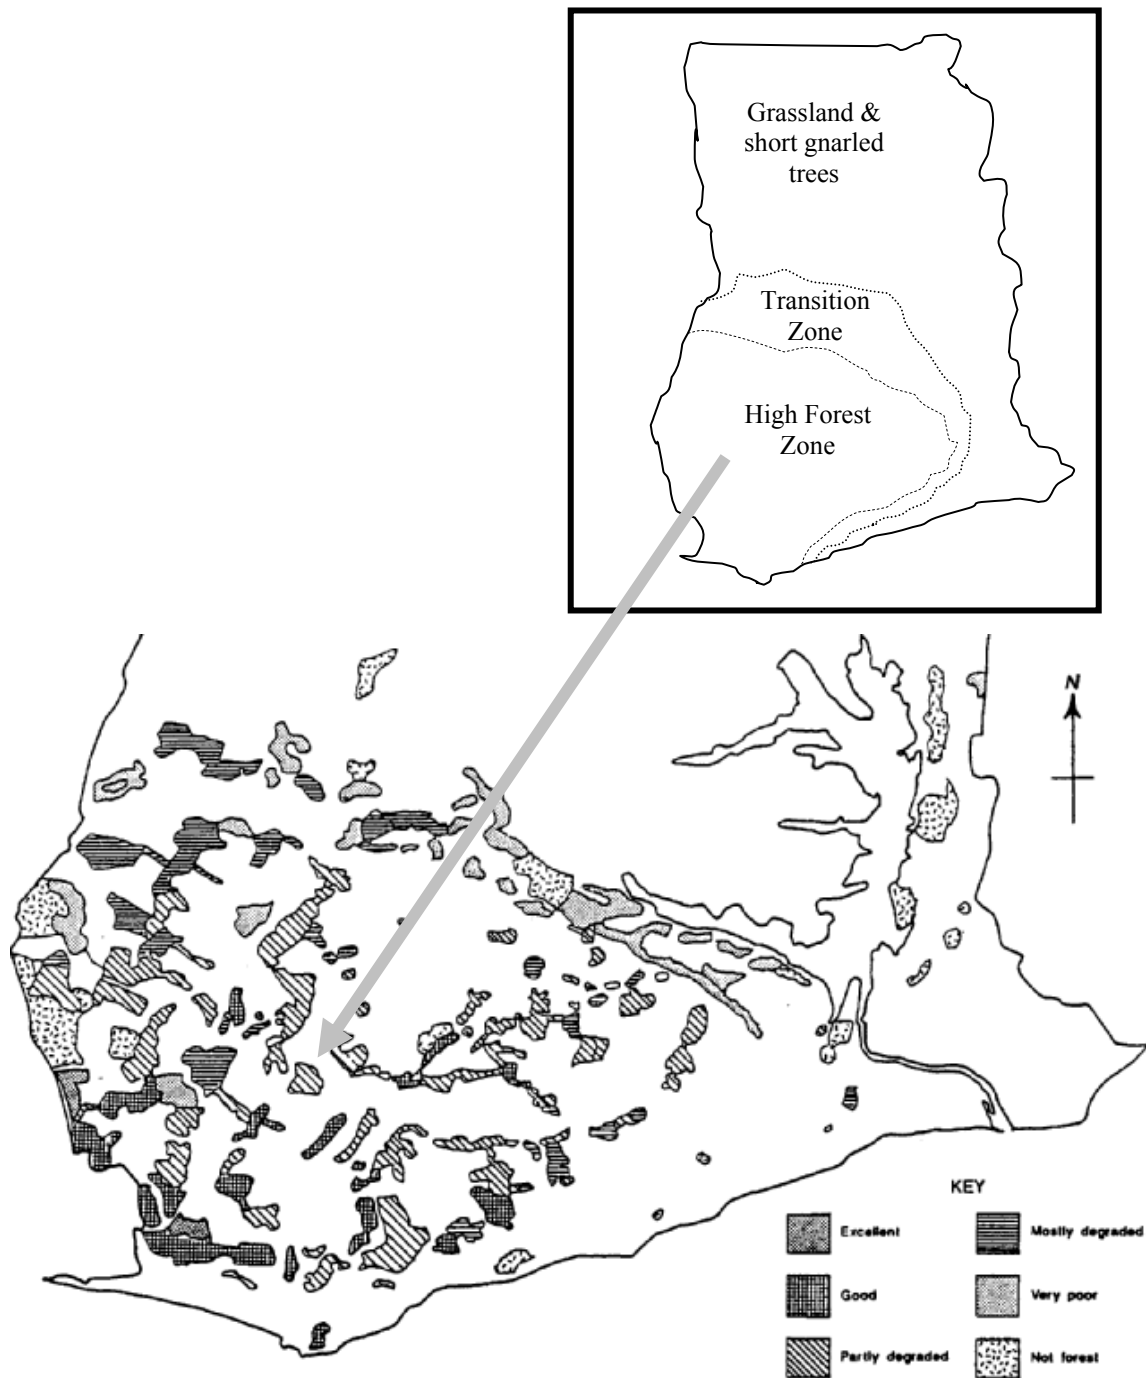 Grassland &
short gnarled
trees
Transition
Zone
High Forest
Zone
N
KEY
Excellent
Mostly degraded
Good
Very poor
Partly degraded
Not forest